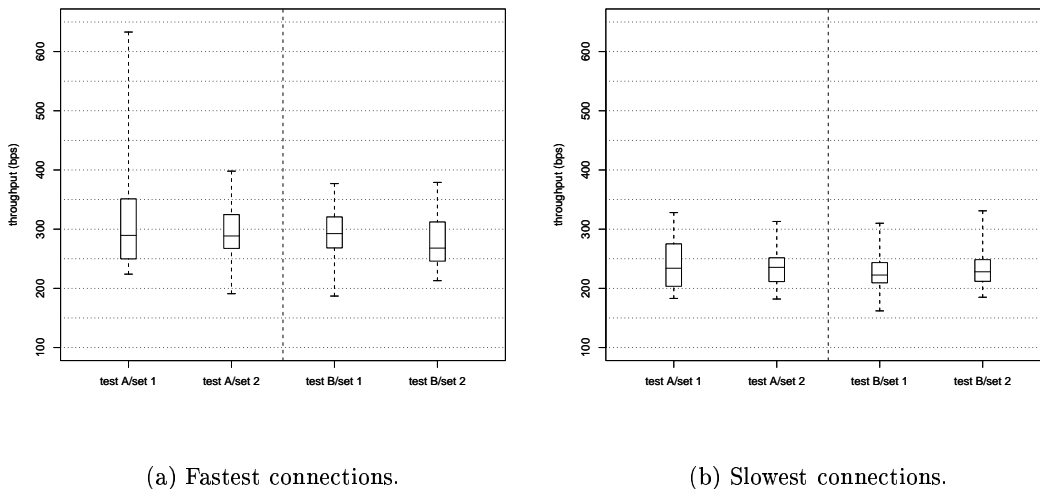 throughput (bps)
600
500
400
300
200
100
test A/set 1
test A/set 2
test B/set 1
test B/set 2
(a) Fastest connections.
throughput (bps)
600
500
400
300
200
100
test A/set 1
test A/set 2
test B/set 1
test B/set 2
(b) Slowest connections.